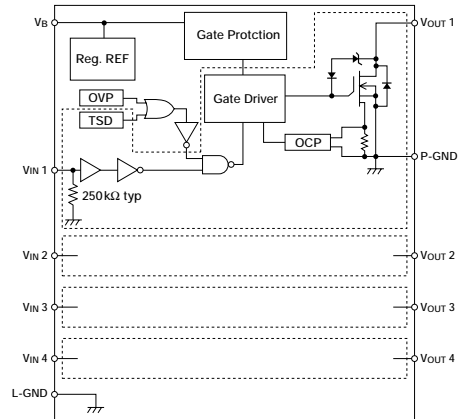 VB
VOUT 1
Gate Protction
Reg. REF
OVP
Gate Driver
TSD
OCP
VIN 1
P-GND
250kΩ typ
VIN 2
VOUT 2
VIN 3
VOUT 3
VIN 4
VOUT 4
L-GND